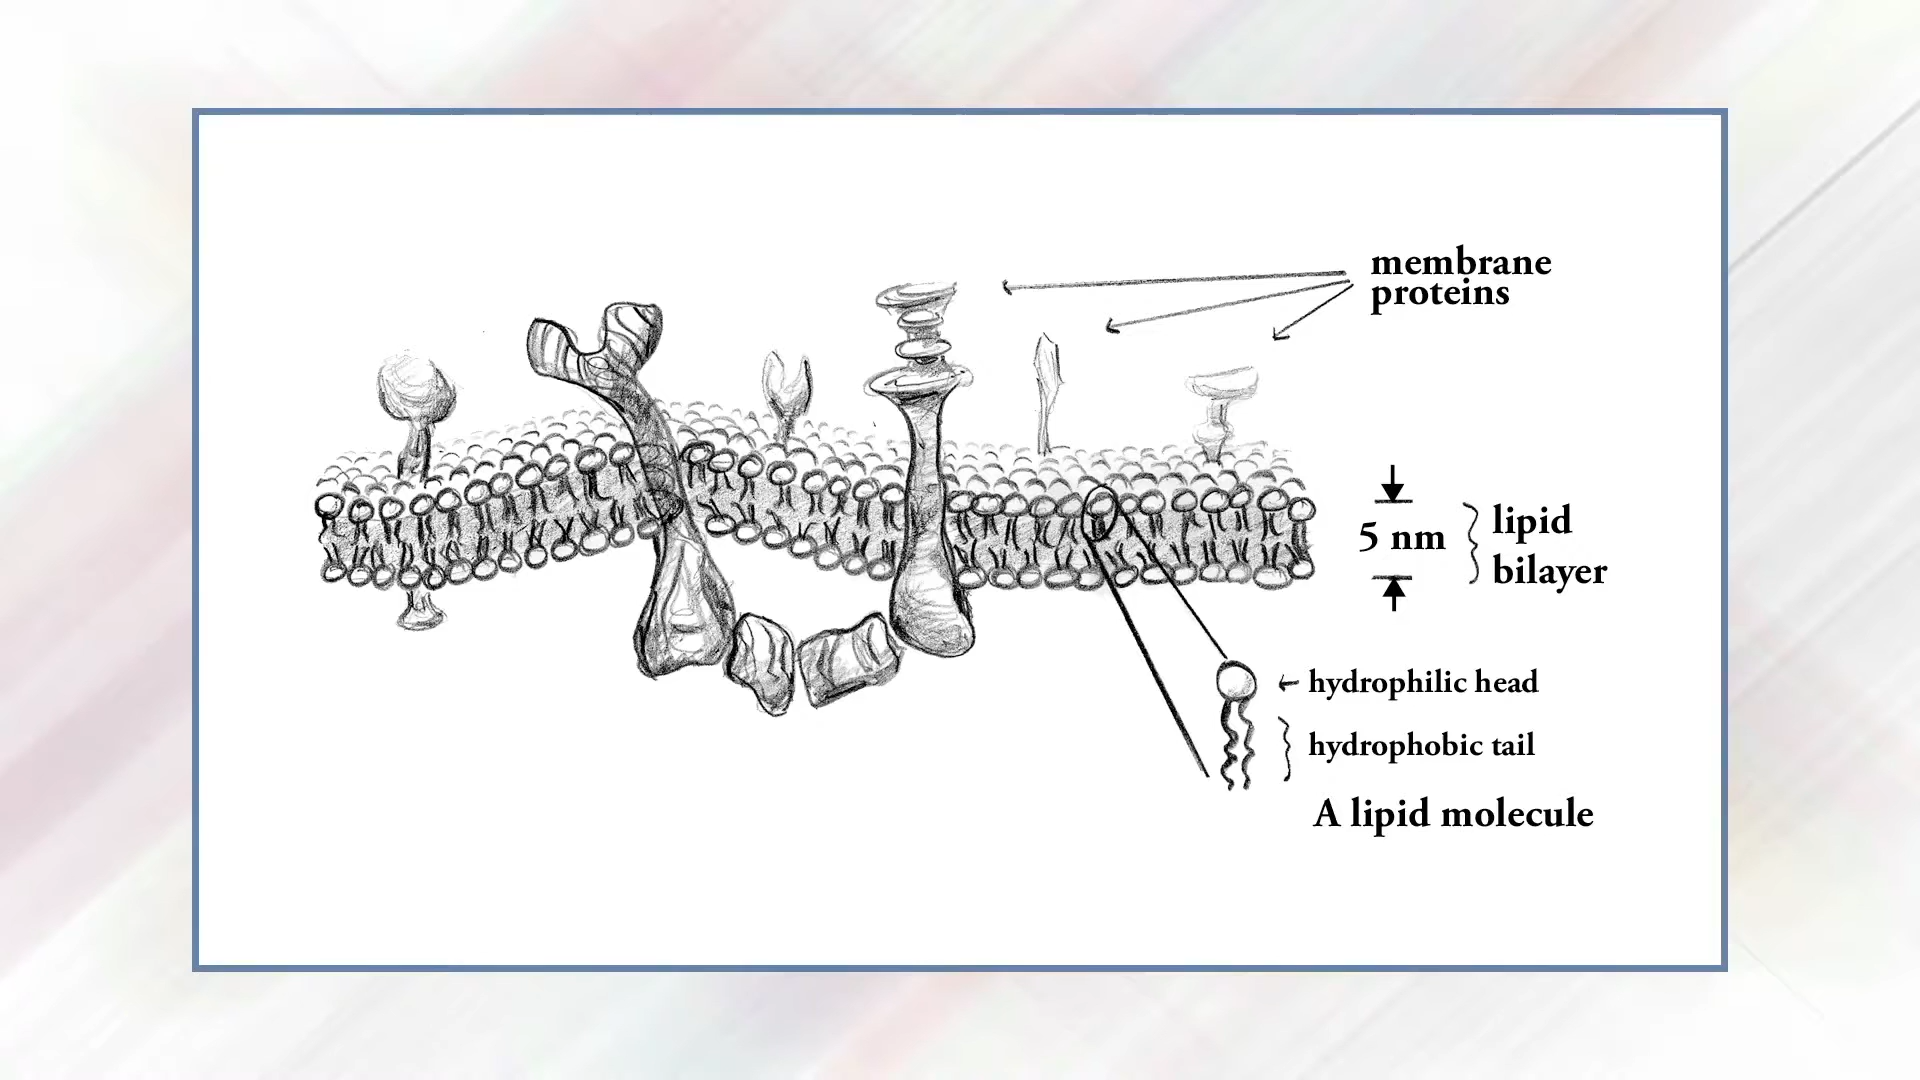 membrane
proteins
5 nm
lipid
bilayer
hydrophilic head
hydrophobic tail
A lipid molecule